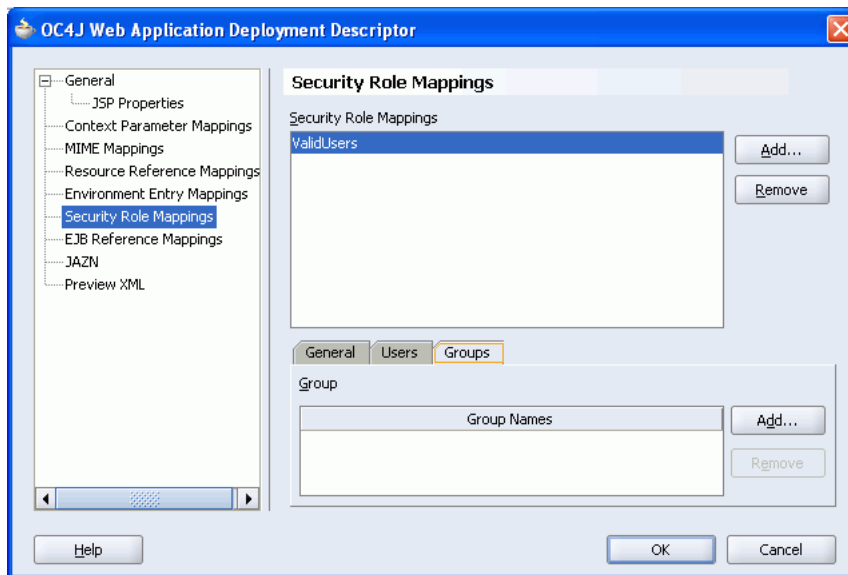 OC4J Web Application Deployment Descriptor
General
JSP Properties
Context Parameter Mappings
MIME Mappings
Resource Reference Mappings
Environment Entry Mappings
Security Role Mappings
EJB Reference Mappings
JAZN
Preview XML
Security Role Mappings
Security Role Mappings
ValidUsers
Add...
Remove
General Users Groups
Group
Group Names
Add...
Remove
Help
OK
Cancel